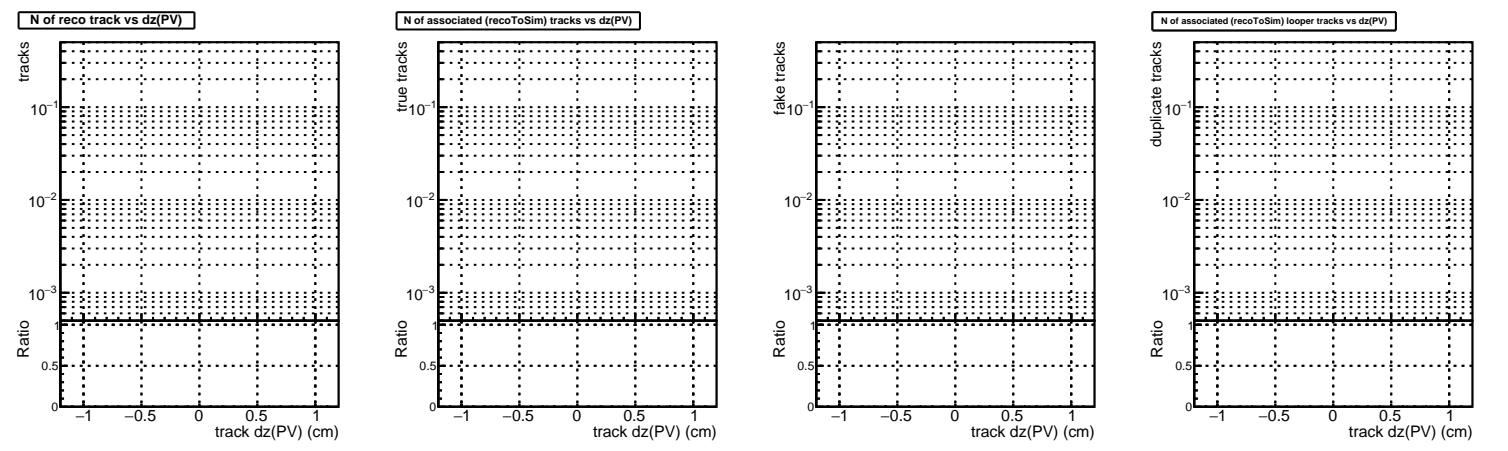 N of reco track vs dz(PV)
tracks
10⁻¹
10⁻²
10⁻³
Ratio
1
0.5
0
−1 −0.5 0 0.5 1
track dz(PV) (cm)
N of associated (recoToSim) tracks vs dz(PV)
true tracks
10⁻¹
10⁻²
10⁻³
Ratio
1
0.5
0
−1 −0.5 0 0.5 1
track dz(PV) (cm)
fake tracks
10⁻¹
10⁻²
10⁻³
Ratio
1
0.5
0
−1 −0.5 0 0.5 1
track dz(PV) (cm)
N of associated (recoToSim) looper tracks vs dz(PV)
duplicate tracks
10⁻¹
10⁻²
10⁻³
Ratio
1
0.5
0
−1 −0.5 0 0.5 1
track dz(PV) (cm)